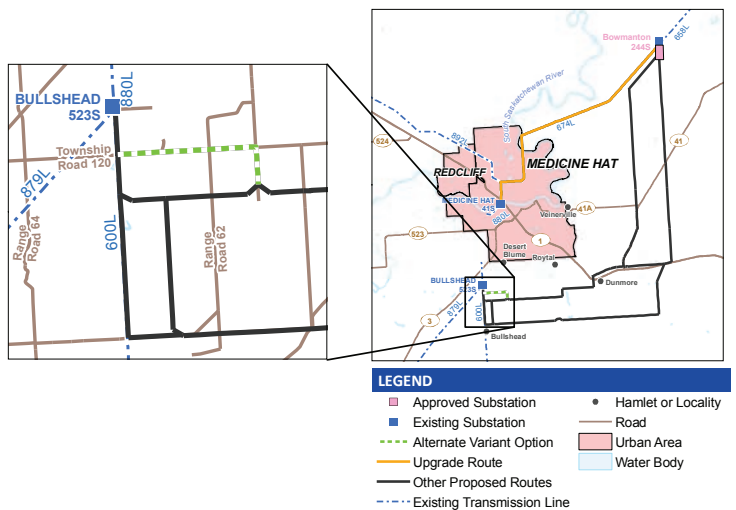 880L
BULLSHEAD
523S
Township
Road 120
879L
600L
Range
Road 64
Range
Road 62
Bowmanton
244S
658L
South Saskatchewan River
674L
41
892L
524
REDCLIFF
MEDICINE HAT
MEDICINE HAT
41S
880L
Veinerville
41A
523
1
Desert
Blume
Roytal
BULLSHEAD
523S
Dunmore
600L
879L
3
Bullshead
LEGEND
Approved Substation
Existing Substation
Alternate Variant Option
Upgrade Route
Other Proposed Routes
Existing Transmission Line
Hamlet or Locality
Road
Urban Area
Water Body